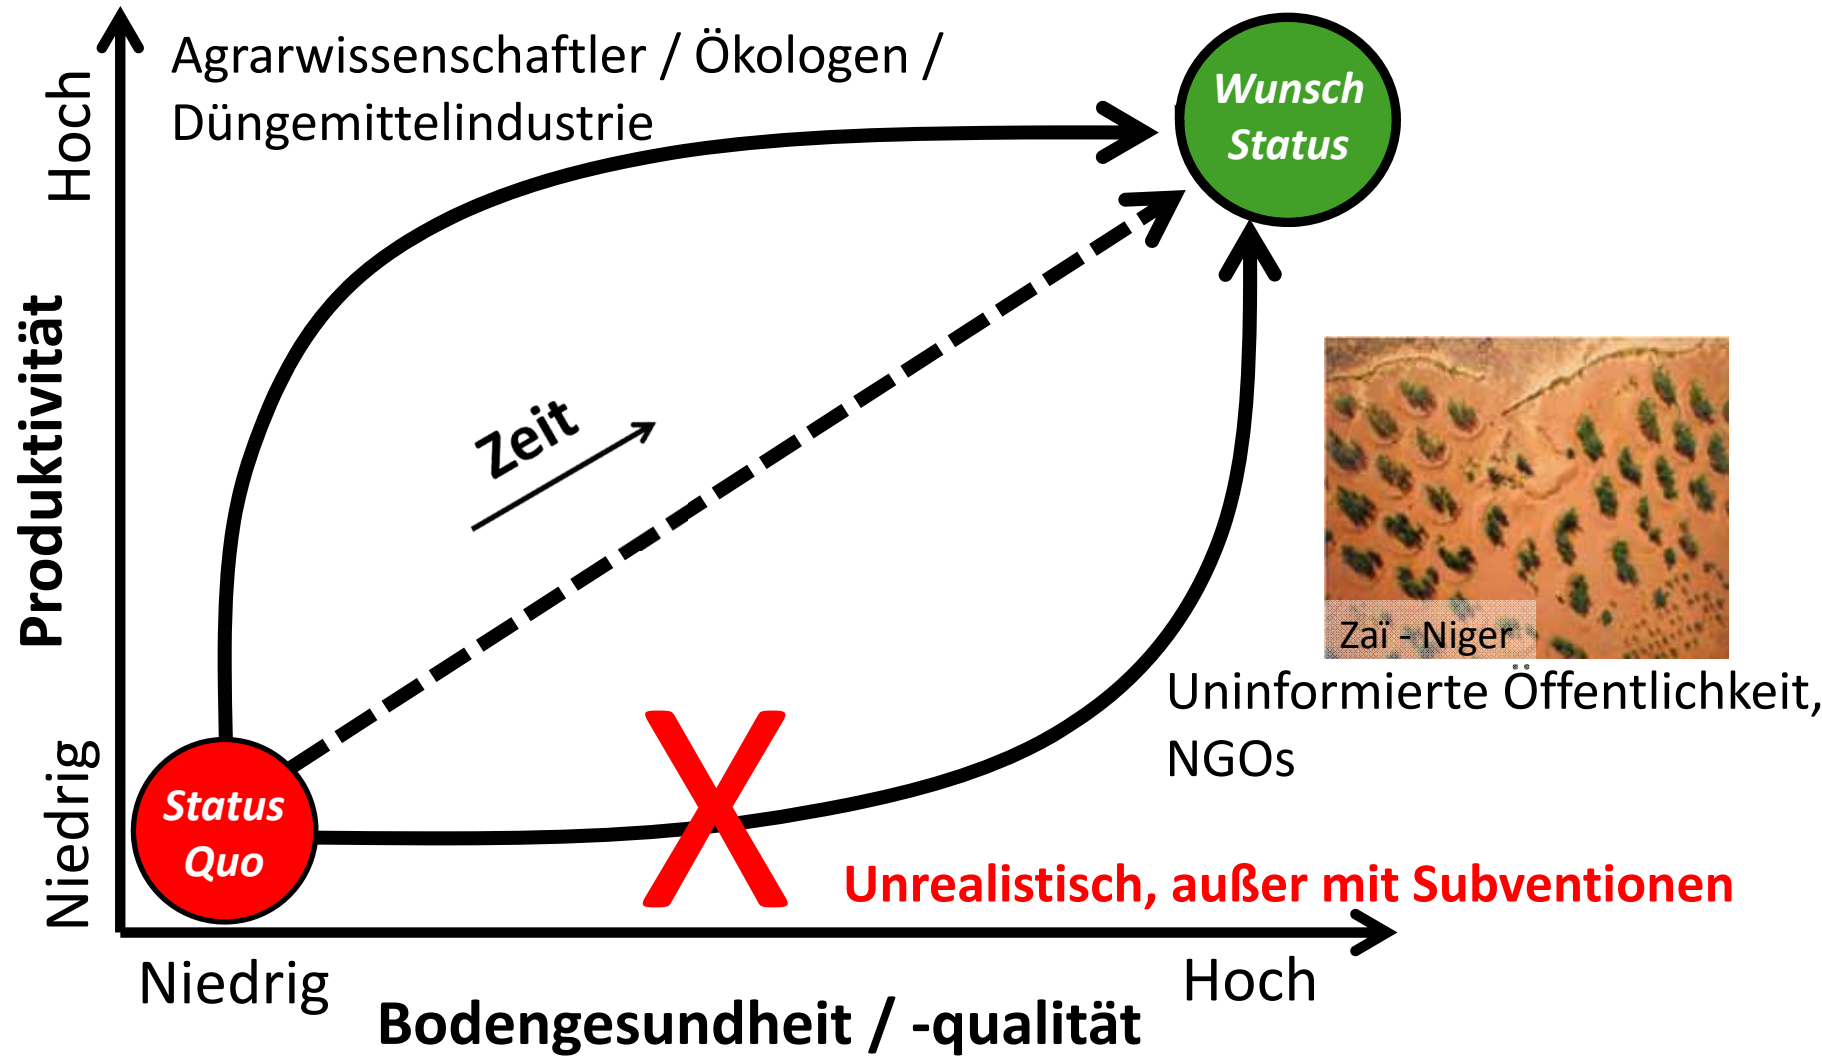 Agrarwissenschaftler / Ökologen /
Düngemittelindustrie
Wunsch
Status
Hoch
Produktivität
Niedrig
Zeit
Zaï - Niger
Uninformierte Öffentlichkeit,
NGOs
X
Status
Quo
Unrealistisch, außer mit Subventionen
Niedrig
Hoch
Bodengesundheit / -qualität